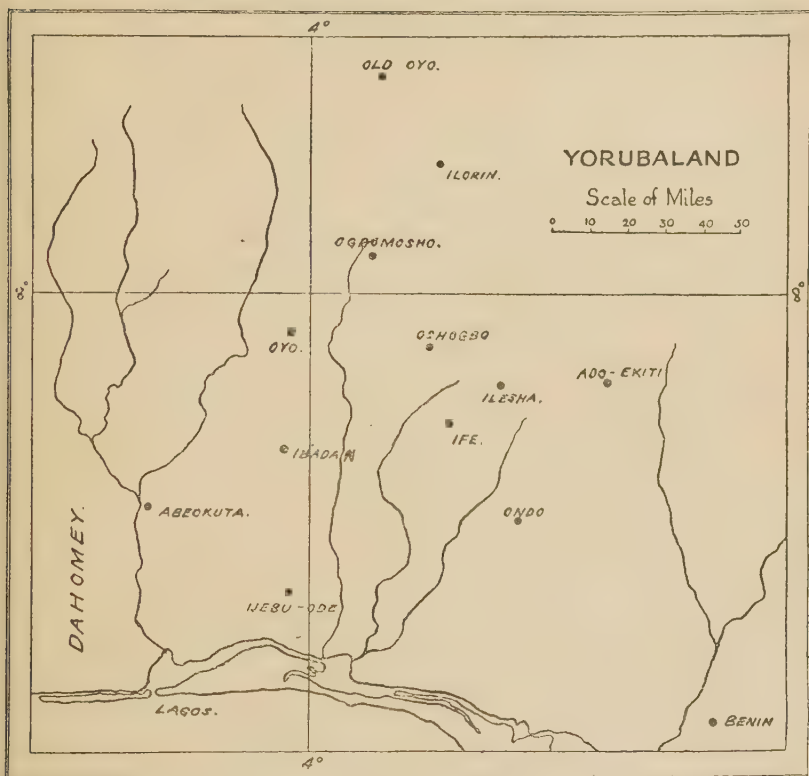 4°
OLD OYO.
YORUBALAND
ILORIN.
Scale of Miles
0 10 20 30 40 50
OGBOMOSHO.
8°
8°
OYO.
OSHOGBO
ADO-EKITI
ILESHA.
IFE.
IBADAN
ABEOKUTA.
ONDO
DAHOMEY.
IJEBU-ODE
LAGOS.
BENIN
4°